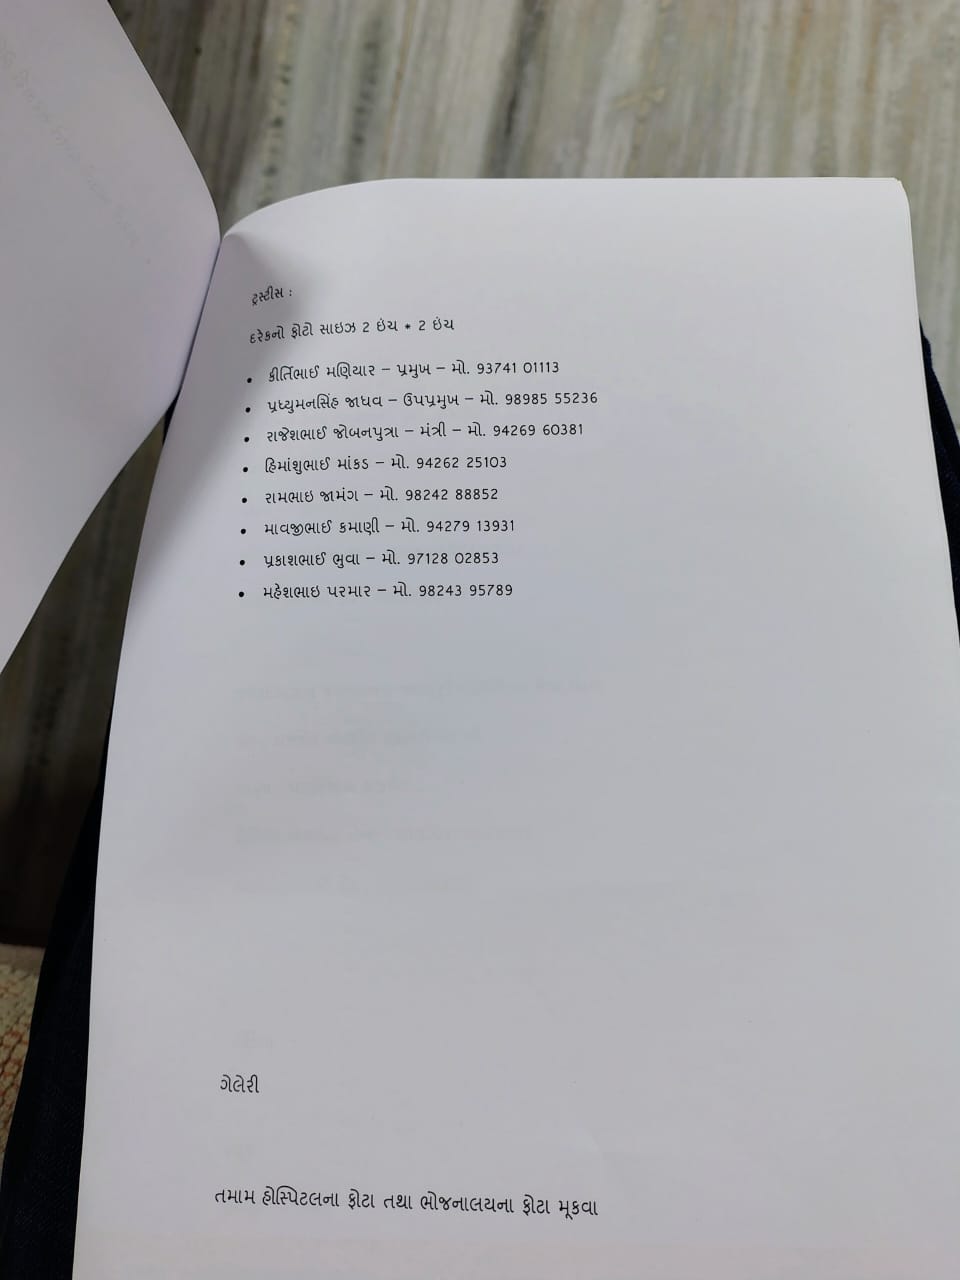 ટ્રસ્ટીસ :
દરેકનો ફોટો સાઇઝ 2 ઇંચ * 2 ઇંચ
• કીર્તિભાઈ મણિયાર – પ્રમુખ – મો. 93741 01113
• પ્રધ્યુમનસિંહ જાધવ – ઉપપ્રમુખ – મો. 98985 55236
• રાજેશભાઈ જોબનપુત્રા – મંત્રી – મો. 94269 60381
• હિમાંશુભાઈ માંકડ – મો. 94262 25103
• રામભાઇ જામંગ – મો. 98242 88852
• માવજીભાઈ કમાણી – મો. 94279 13931
• પ્રકાશભાઈ ભુવા – મો. 97128 02853
• મહેશભાઇ પરમાર – મો. 98243 95789
ગેલેરી
તમામ હોસ્પિટલના ફોટા તથા ભોજનાલયના ફોટા મૂકવા